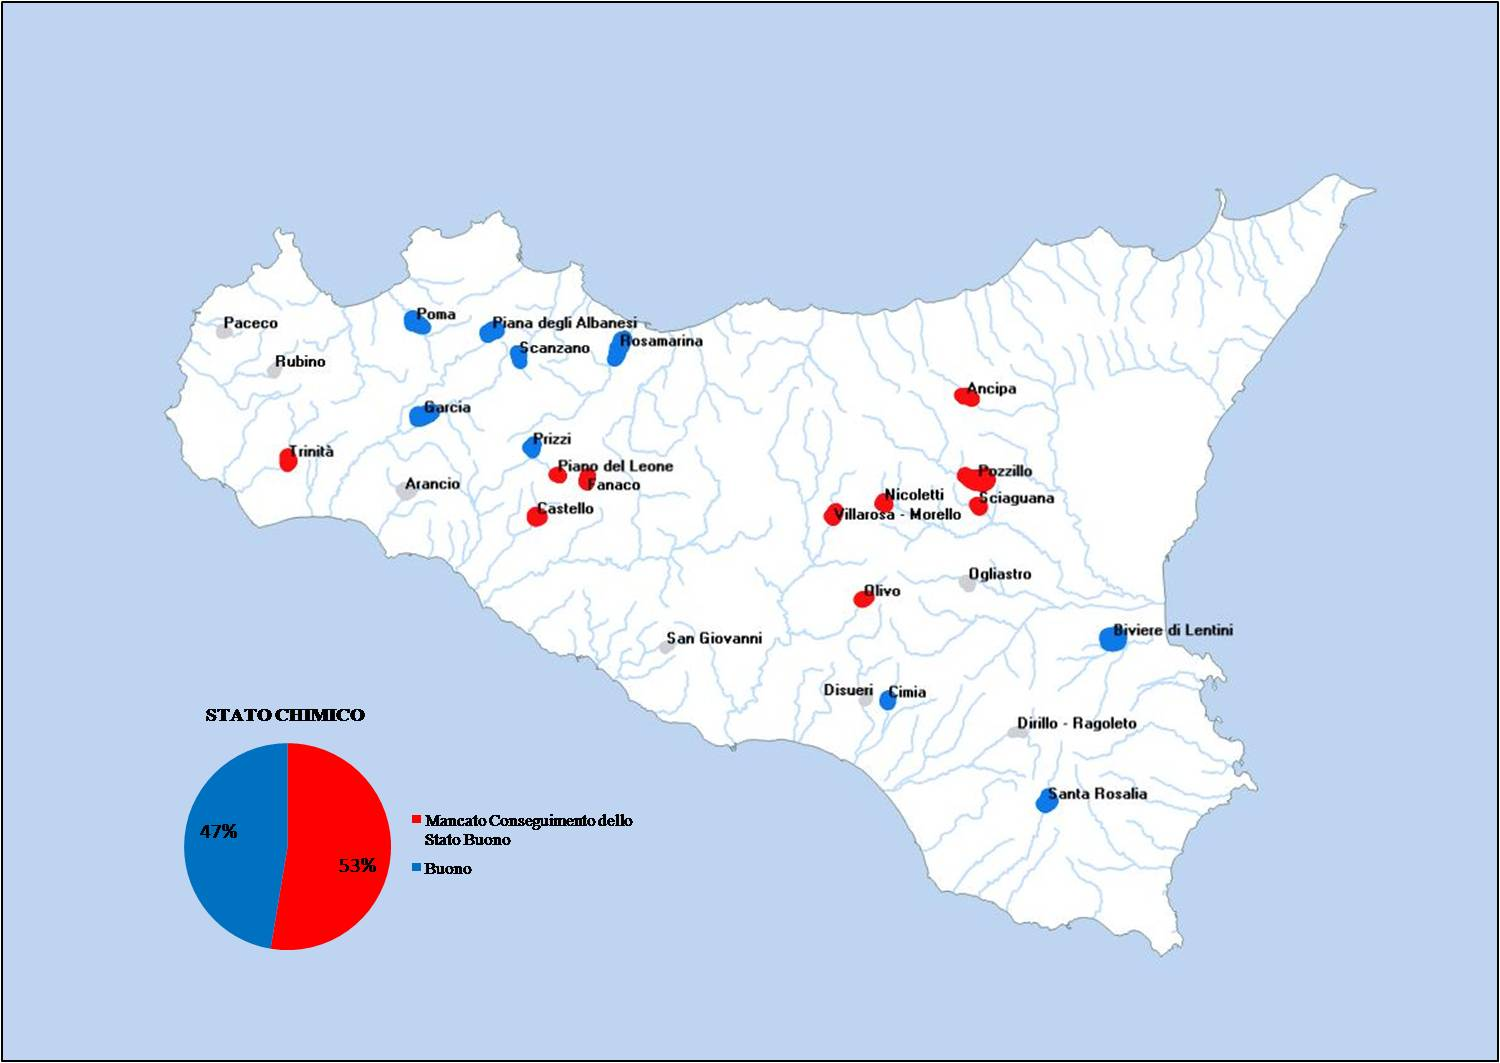 Poma
Piana degli Albanesi
Paceco
Rosamarina
Scanzano
Rubino
Ancipa
Garcia
Prizzi
Trinità
Piano del Leone
Pozzillo
Arancio
Fanaco
Nicoletti
Sciaguana
Castello
Villarosa - Morello
Ogliastro
Olivo
Biviere di Lentini
San Giovanni
Disueri
Cimia
STATO CHIMICO
Dirillo - Ragoleto
Santa Rosalia
47%
53%
Mancato Conseguimento dello
Stato Buono
Buono